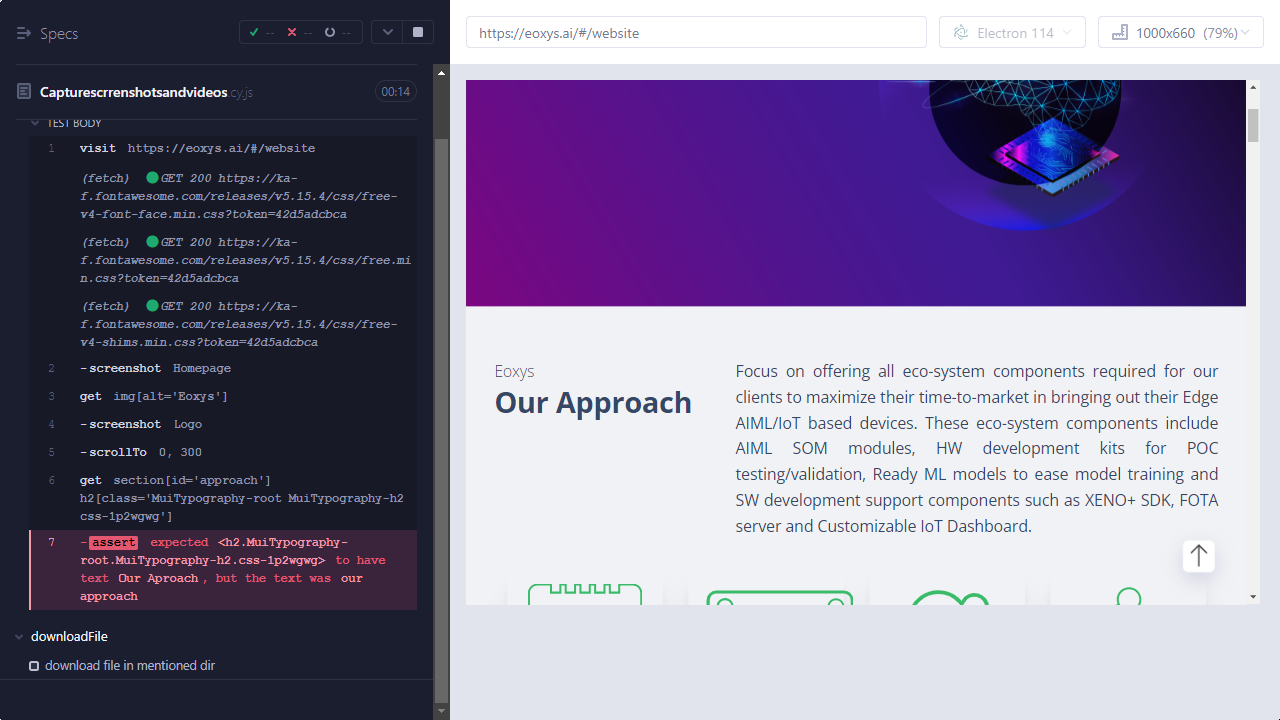 Specs
--
--
--
https://eoxys.ai/#/website
Electron 114
1000x660 (79%)
Capturescrrenshotsandvideos.cy.js
00:14
TEST BODY
1 visit https://eoxys.ai/#/website
(fetch) GET 200 https://ka-
f.fontawesome.com/releases/v5.15.4/css/free-
v4-font-face.min.css?token=42d5adcbca
(fetch) GET 200 https://ka-
f.fontawesome.com/releases/v5.15.4/css/free.mi
n.css?token=42d5adcbca
(fetch) GET 200 https://ka-
f.fontawesome.com/releases/v5.15.4/css/free-
v4-shims.min.css?token=42d5adcbca
2 -screenshot Homepage
3 get img[alt='Eoxys']
4 -screenshot Logo
5 -scrollTo 0, 300
6 get section[id='approach']
h2[class='MuiTypography-root MuiTypography-h2
css-1p2wgwg']
7 -assert expected <h2.MuiTypography-
root.MuiTypography-h2.css-1p2wgwg> to have
text Our Aproach, but the text was our
approach
downloadFile
download file in mentioned dir
Eoxys
Our Approach
Focus on offering all eco-system components required for our
clients to maximize their time-to-market in bringing out their Edge
AIML/IoT based devices. These eco-system components include
AIML SOM modules, HW development kits for POC
testing/validation, Ready ML models to ease model training and
SW development support components such as XENO+ SDK, FOTA
server and Customizable IoT Dashboard.